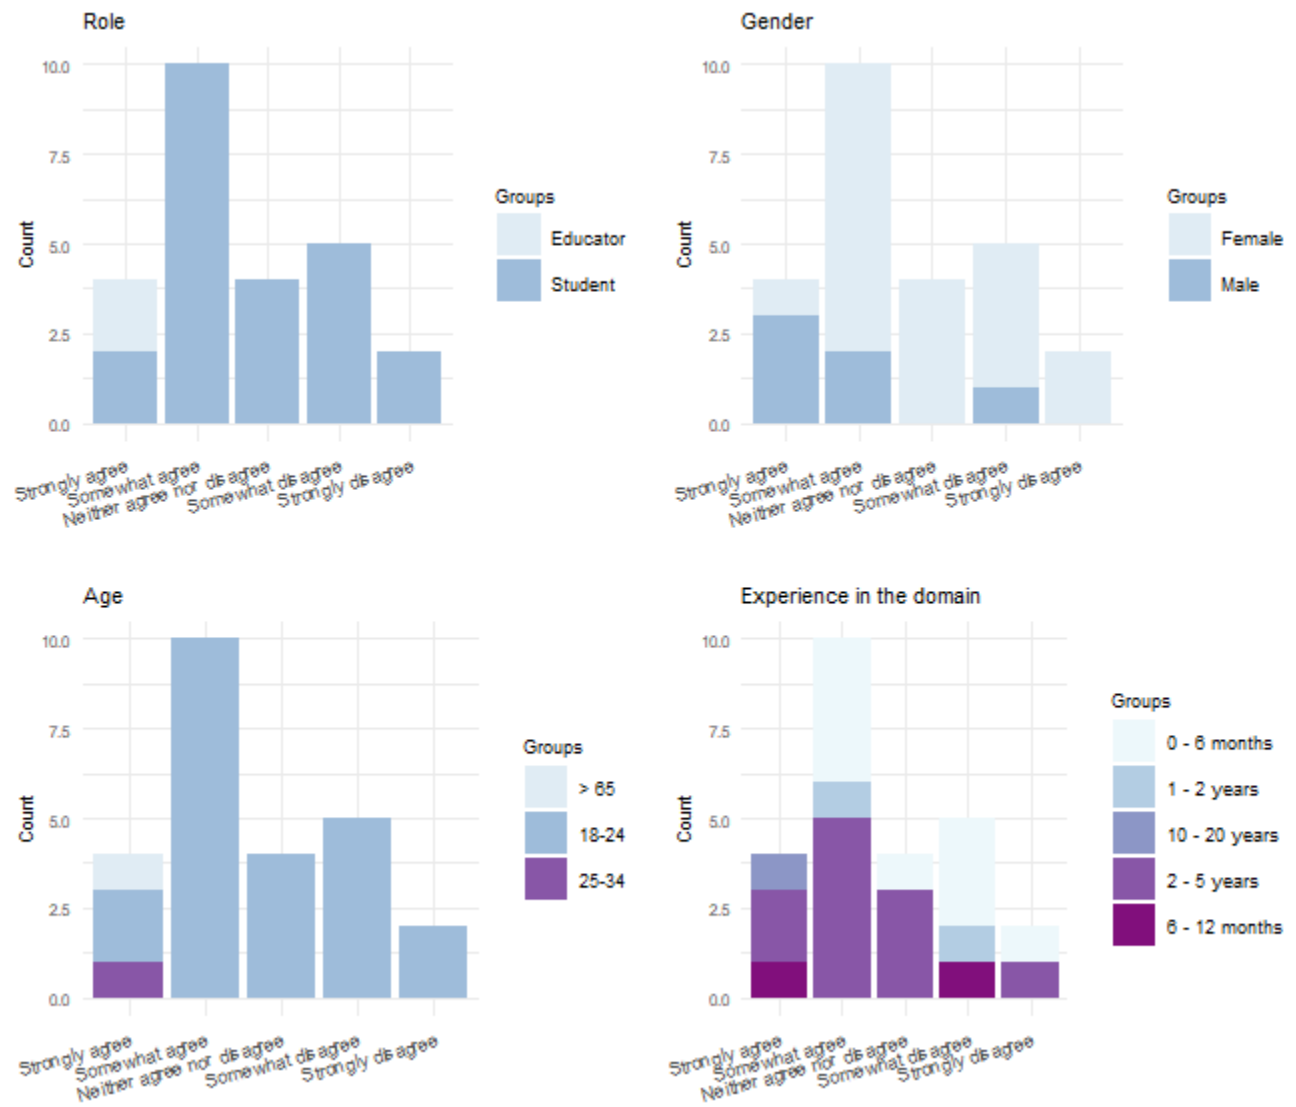 Role
10.0
7.5
5.0
2.5
0.0
Count
Strongly agree
Somewhat agree
Neither agree nor disagree
Somewhat disagree
Strongly disagree
Groups
Educator
Student
Gender
10.0
7.5
5.0
2.5
0.0
Count
Strongly agree
Somewhat agree
Neither agree nor disagree
Somewhat disagree
Strongly disagree
Groups
Female
Male
Age
10.0
7.5
5.0
2.5
0.0
Count
Strongly agree
Somewhat agree
Neither agree nor disagree
Somewhat disagree
Strongly disagree
Groups
> 65
18-24
25-34
Experience in the domain
10.0
7.5
5.0
2.5
0.0
Count
Strongly agree
Somewhat agree
Neither agree nor disagree
Somewhat disagree
Strongly disagree
Groups
0 - 6 months
1 - 2 years
10 - 20 years
2 - 5 years
6 - 12 months